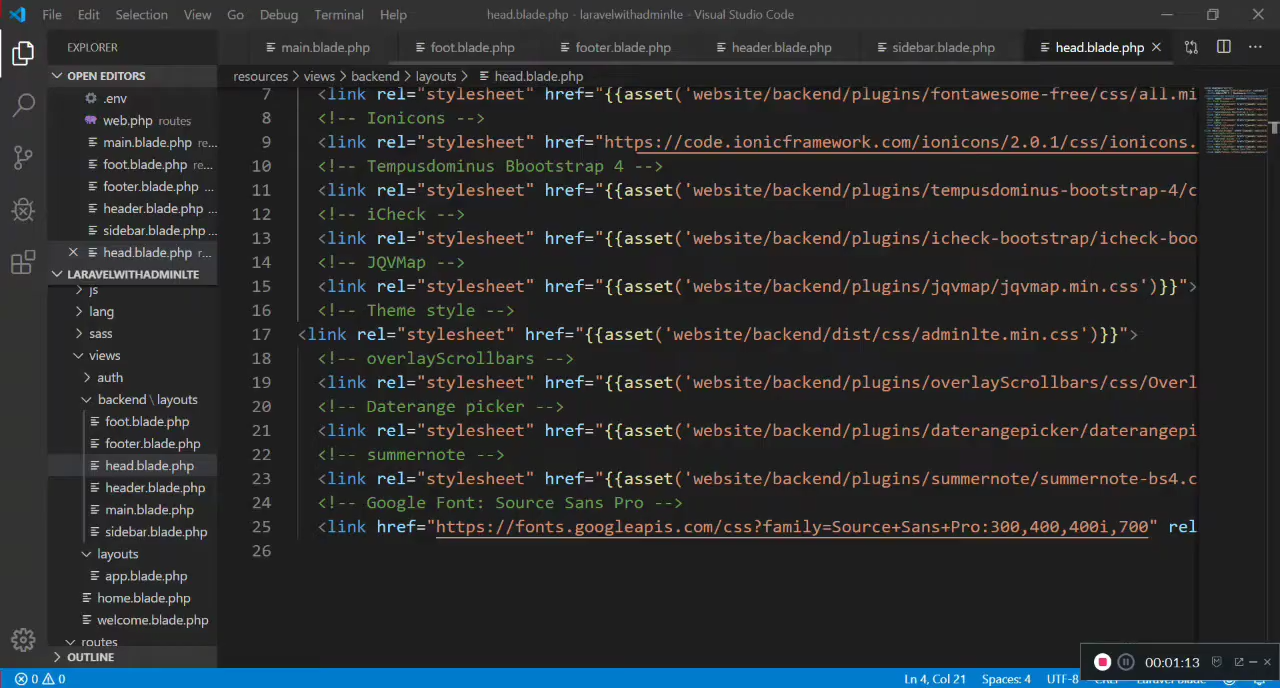 File Edit Selection View Go Debug Terminal Help head.blade.php - laravelwithadminlte - Visual Studio Code
EXPLORER
main.blade.php foot.blade.php footer.blade.php header.blade.php sidebar.blade.php head.blade.php
OPEN EDITORS
.env
web.php routes
main.blade.php re...
foot.blade.php re...
footer.blade.php ...
header.blade.php ...
sidebar.blade.php ...
head.blade.php r...
LARAVELWITHADMINLTE
js
lang
sass
views
auth
backend \ layouts
foot.blade.php
footer.blade.php
head.blade.php
header.blade.php
main.blade.php
sidebar.blade.php
layouts
app.blade.php
home.blade.php
welcome.blade.php
routes
OUTLINE
resources > views > backend > layouts > head.blade.php
7 <link rel="stylesheet" href="{{asset('website/backend/plugins/fontawesome-free/css/all.mi
8 <!-- Ionicons -->
9 <link rel="stylesheet" href="https://code.ionicframework.com/ionicons/2.0.1/css/ionicons.
10 <!-- Tempusdominus Bbootstrap 4 -->
11 <link rel="stylesheet" href="{{asset('website/backend/plugins/tempusdominus-bootstrap-4/c
12 <!-- iCheck -->
13 <link rel="stylesheet" href="{{asset('website/backend/plugins/icheck-bootstrap/icheck-boo
14 <!-- JQVMap -->
15 <link rel="stylesheet" href="{{asset('website/backend/plugins/jqvmap/jqvmap.min.css')}}">
16 <!-- Theme style -->
17 <link rel="stylesheet" href="{{asset('website/backend/dist/css/adminlte.min.css')}}">
18 <!-- overlayScrollbars -->
19 <link rel="stylesheet" href="{{asset('website/backend/plugins/overlayScrollbars/css/Overl
20 <!-- Daterange picker -->
21 <link rel="stylesheet" href="{{asset('website/backend/plugins/daterangepicker/daterangepi
22 <!-- summernote -->
23 <link rel="stylesheet" href="{{asset('website/backend/plugins/summernote/summernote-bs4.c
24 <!-- Google Font: Source Sans Pro -->
25 <link href="https://fonts.googleapis.com/css?family=Source+Sans+Pro:300,400,400i,700" rel
26
00:01:13
0 0 Ln 4, Col 21 Spaces: 4 UTF-8